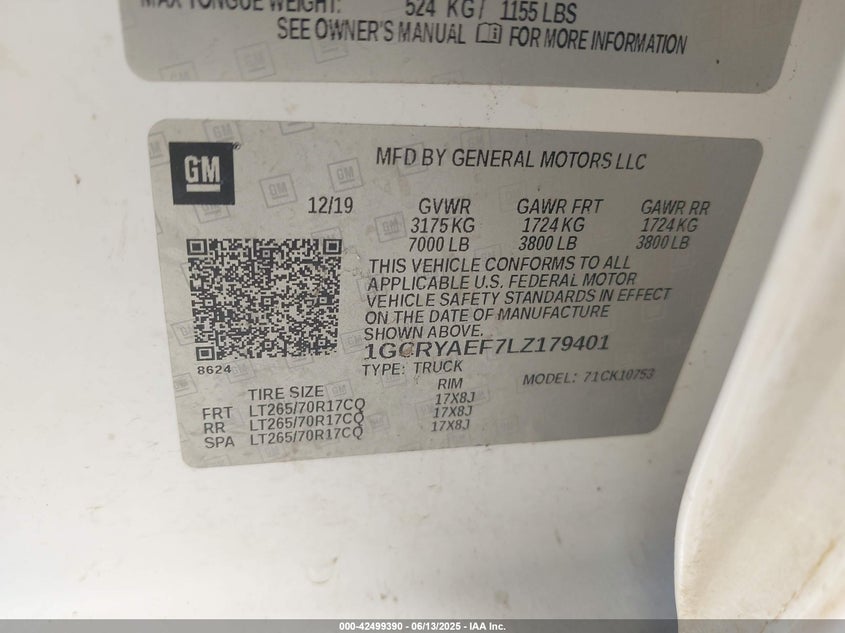 MAX TONGUE WEIGHT: 524 KG / 1155 LBS
SEE OWNER'S MANUAL FOR MORE INFORMATION
GM
MFD BY GENERAL MOTORS LLC
12/19 GVWR GAWR FRT GAWR RR
3175 KG 1724 KG 1724 KG
7000 LB 3800 LB 3800 LB
THIS VEHICLE CONFORMS TO ALL
APPLICABLE U.S. FEDERAL MOTOR
VEHICLE SAFETY STANDARDS IN EFFECT
ON THE DATE OF MANUFACTURE
SHOWN ABOVE.
1GCRYAEF7LZ179401
8624
TYPE: TRUCK
MODEL: 71CK10753
TIRE SIZE RIM
FRT LT265/70R17CQ 17X8J
RR LT265/70R17CQ 17X8J
SPA LT265/70R17CQ 17X8J
000-42499390 - 06/13/2025 - IAA Inc.